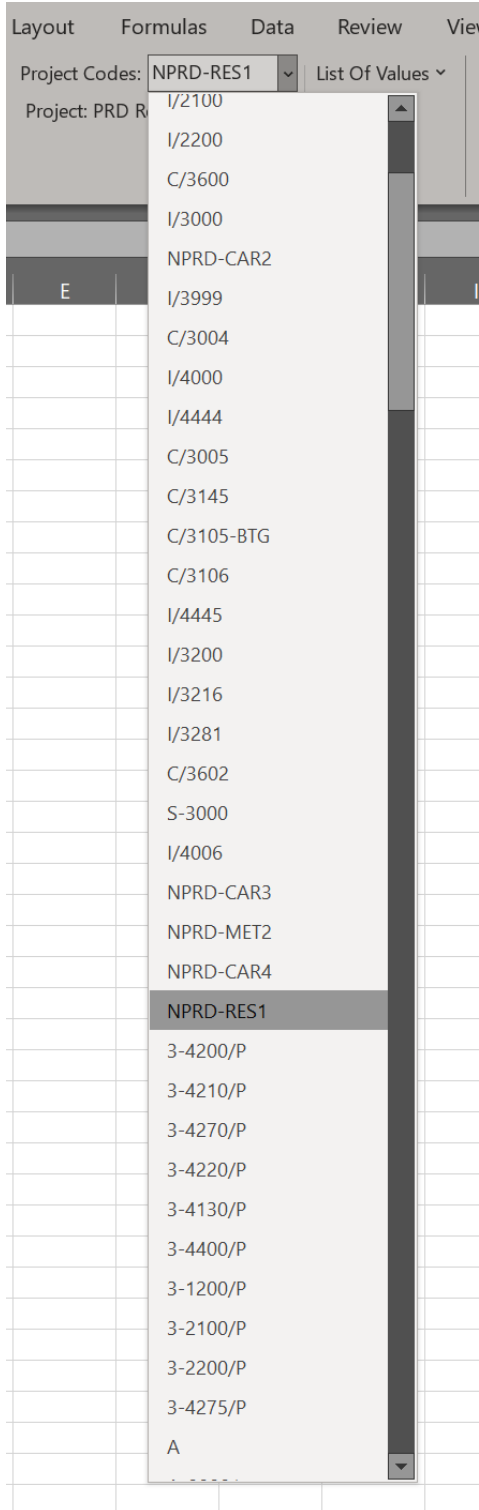 Layout Formulas Data Review View
Project Codes: NPRD-RES1 List Of Values
Project: PRD R
I/2100
I/2200
C/3600
I/3000
NPRD-CAR2
E
I/3999
C/3004
I/4000
I/4444
C/3005
C/3145
C/3105-BTG
C/3106
I/4445
I/3200
I/3216
I/3281
C/3602
S-3000
I/4006
NPRD-CAR3
NPRD-MET2
NPRD-CAR4
NPRD-RES1
3-4200/P
3-4210/P
3-4270/P
3-4220/P
3-4130/P
3-4400/P
3-1200/P
3-2100/P
3-2200/P
3-4275/P
A